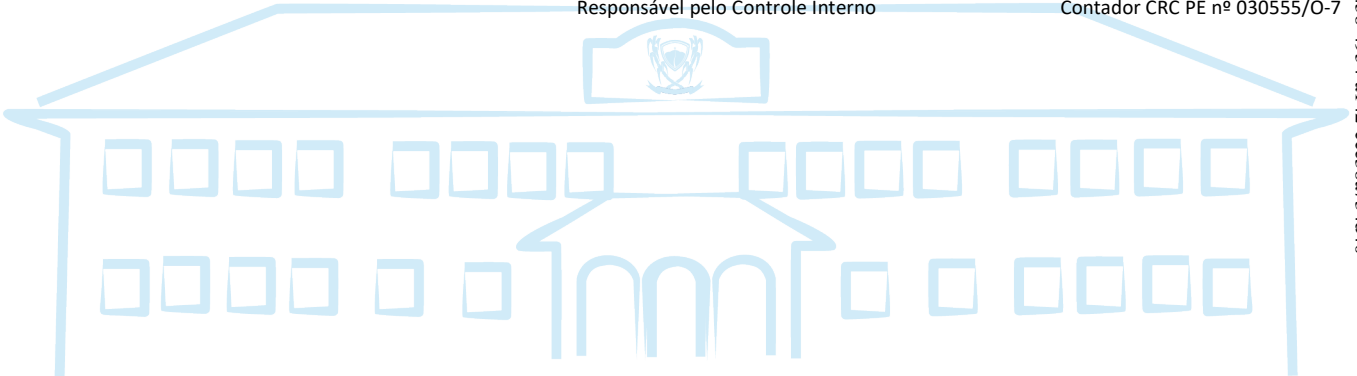 Responsável pelo Controle Interno
Contador CRC PE nº 030555/O-7